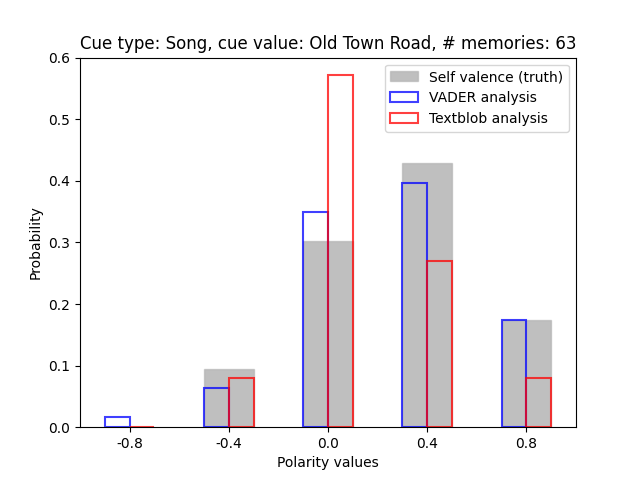 Cue type: Song, cue value: Old Town Road, # memories: 63
Self valence (truth)
VADER analysis
Textblob analysis
Probability
0.6
0.5
0.4
0.3
0.2
0.1
0.0
-0.8 -0.4 0.0 0.4 0.8
Polarity values